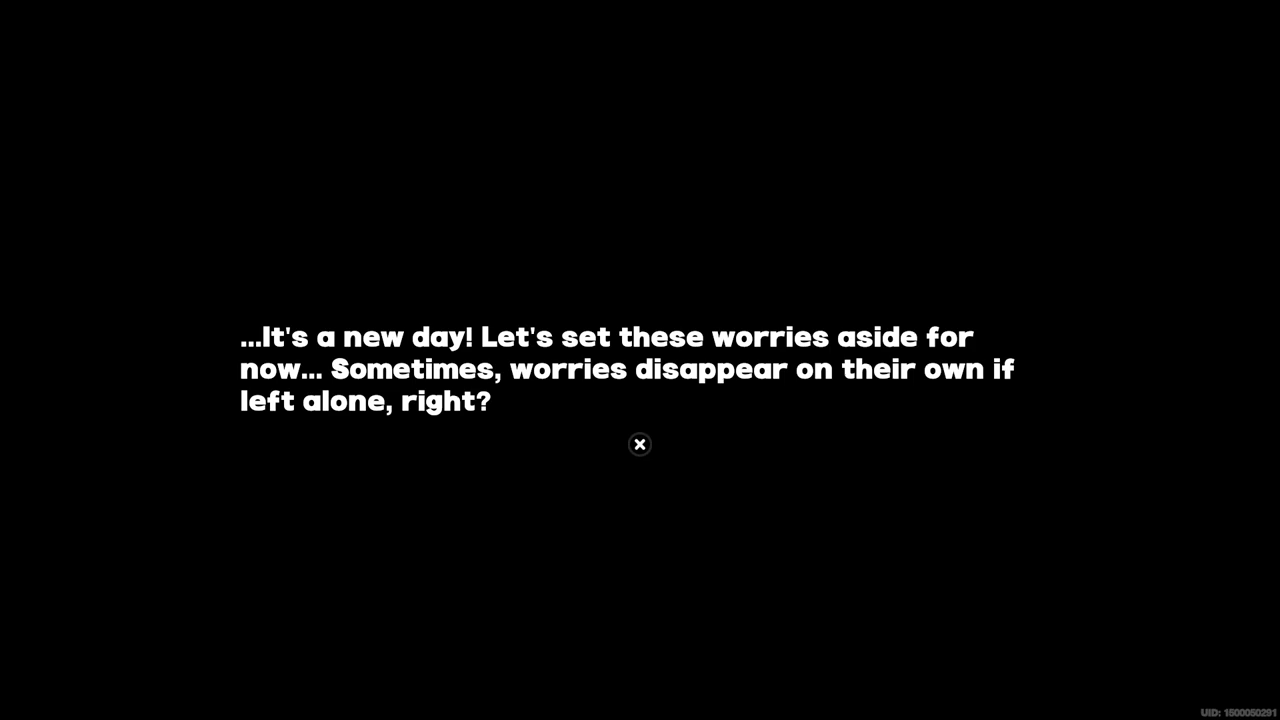 ...It's a new day! Let's set these worries aside for
now... Sometimes, worries disappear on their own if
left alone, right?
UID: 1500050291